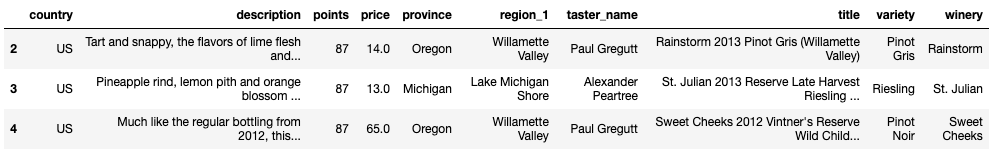 country description points price province region_1 taster_name title variety winery
2 US Tart and snappy, the flavors of lime flesh and... 87 14.0 Oregon Willamette Valley Paul Gregutt Rainstorm 2013 Pinot Gris (Willamette Valley) Pinot Gris Rainstorm
3 US Pineapple rind, lemon pith and orange blossom ... 87 13.0 Michigan Lake Michigan Shore Alexander Peartree St. Julian 2013 Reserve Late Harvest Riesling ... Riesling St. Julian
4 US Much like the regular bottling from 2012, this... 87 65.0 Oregon Willamette Valley Paul Gregutt Sweet Cheeks 2012 Vintner's Reserve Wild Child... Pinot Noir Sweet Cheeks